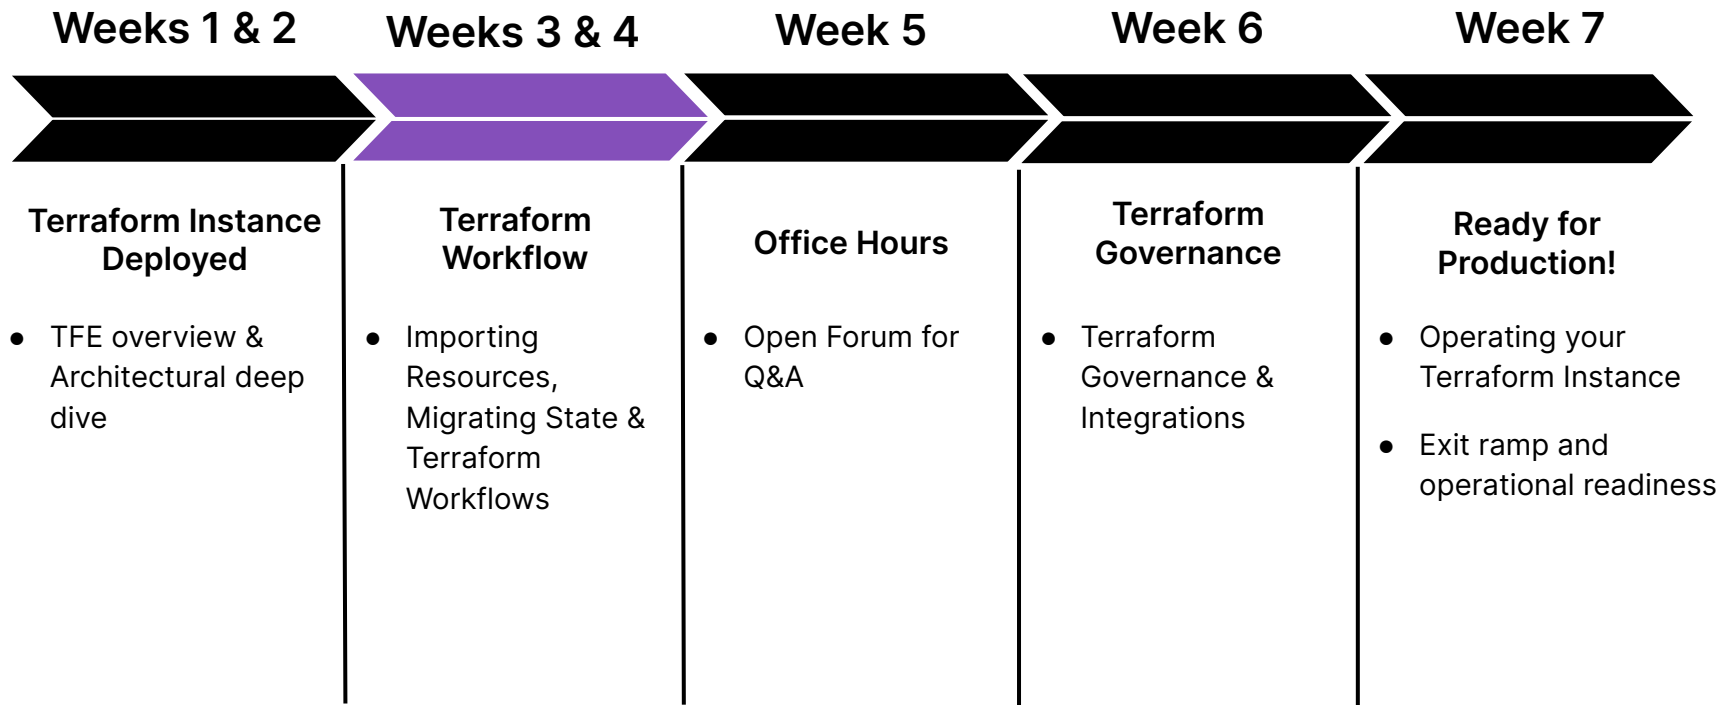 Weeks 1 & 2
Weeks 3 & 4
Week 5
Week 6
Week 7
Terraform Instance
Deployed
● TFE overview &
Architectural deep
dive
Terraform
Workflow
● Importing
Resources,
Migrating State &
Terraform
Workflows
Office Hours
● Open Forum for
Q&A
Terraform
Governance
● Terraform
Governance &
Integrations
Ready for
Production!
● Operating your
Terraform Instance
● Exit ramp and
operational readiness